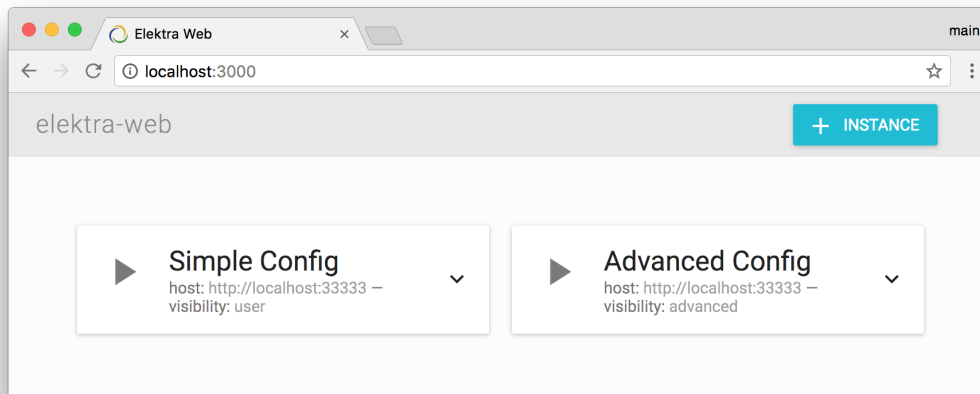 Elektra Web
main
localhost:3000
elektra-web
INSTANCE
Simple Config
host: http://localhost:33333 —
visibility: user
Advanced Config
host: http://localhost:33333 —
visibility: advanced